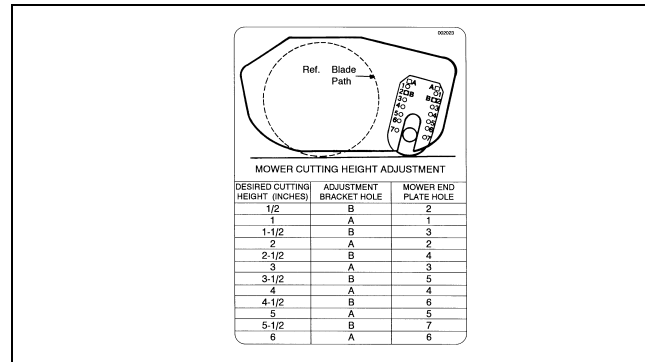 D02023
Ref. Blade
Path
A A
1 1
2 B B 2
3 3
4 4
5 5
6 6
7 7
MOWER CUTTING HEIGHT ADJUSTMENT
DESIRED CUTTING HEIGHT (INCHES) ADJUSTMENT BRACKET HOLE MOWER END PLATE HOLE
1/2 B 2
1 A 1
1-1/2 B 3
2 A 2
2-1/2 B 4
3 A 3
3-1/2 B 5
4 A 4
4-1/2 B 6
5 A 5
5-1/2 B 7
6 A 6